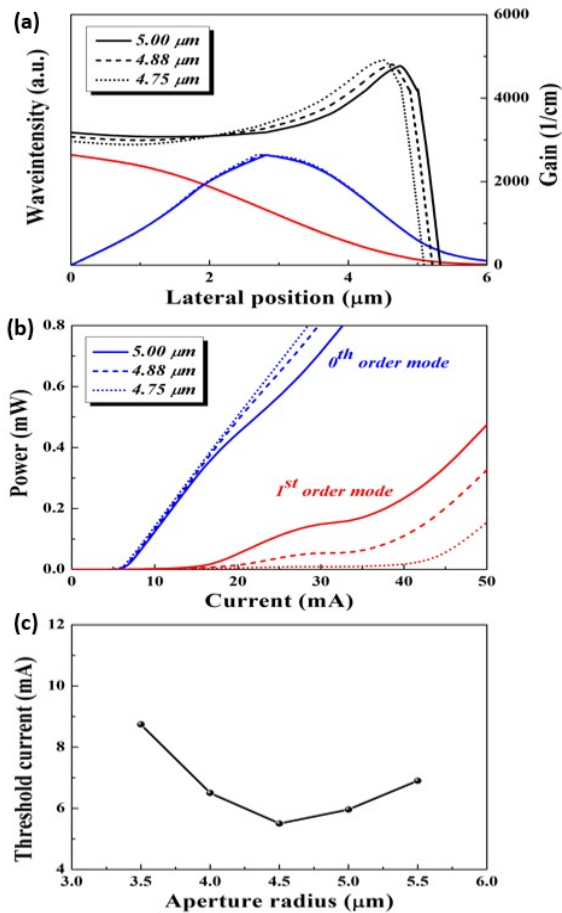 (a)
5.00 μm
4.88 μm
4.75 μm
Waveintensity (a.u.)
Gain (1/cm)
6000
4000
2000
0
0 2 4 6
Lateral position (μm)
(b)
5.00 μm
4.88 μm
4.75 μm
0th order mode
1st order mode
Power (mW)
0.8
0.6
0.4
0.2
0.0
0 10 20 30 40 50
Current (mA)
(c)
Threshold current (mA)
12
10
8
6
4
3.0 3.5 4.0 4.5 5.0 5.5 6.0
Aperture radius (μm)